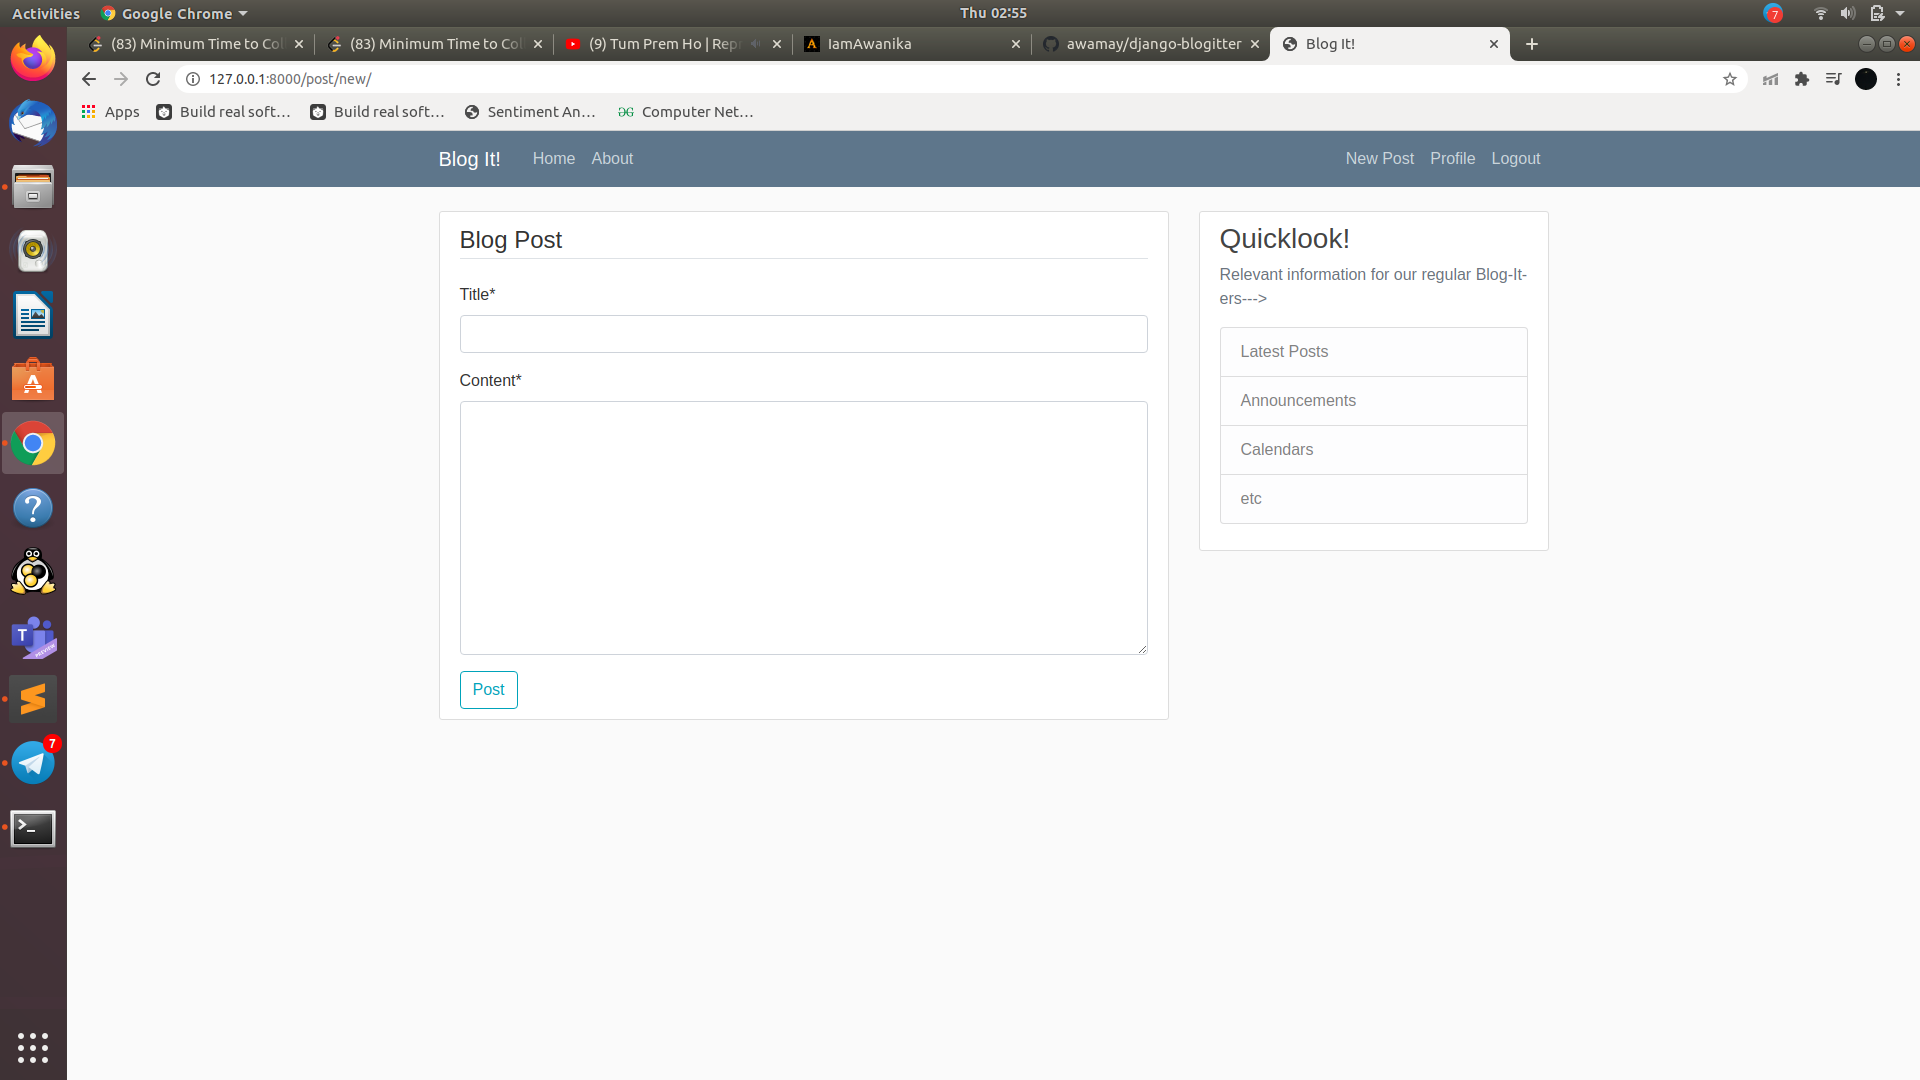 Activities
Google Chrome
Thu 02:55
7
(83) Minimum Time to Col
(83) Minimum Time to Col
(9) Tum Prem Ho | Repr
IamAwanika
awamay/django-blogitter
Blog It!
127.0.0.1:8000/post/new/
Apps
Build real soft...
Build real soft...
Sentiment An...
Computer Net...
Blog It!
Home
About
New Post
Profile
Logout
Blog Post
Title*
Content*
Post
Quicklook!
Relevant information for our regular Blog-It-
ers--->
Latest Posts
Announcements
Calendars
etc
T
PREVIEW
7